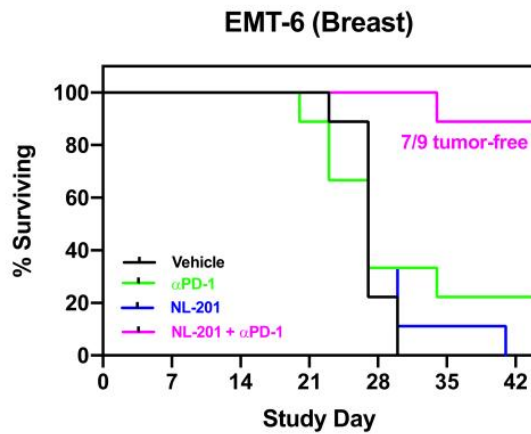 EMT-6 (Breast)
% Surviving
100
80
60
40
20
0
7/9 tumor-free
Vehicle
αPD-1
NL-201
NL-201 + αPD-1
0 7 14 21 28 35 42
Study Day